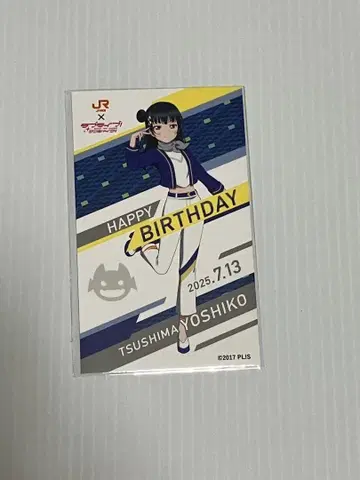 JR
×
HAPPY
BIRTHDAY
2025.7.13
TSUSHIMA YOSHIKO
©2017 PLIS